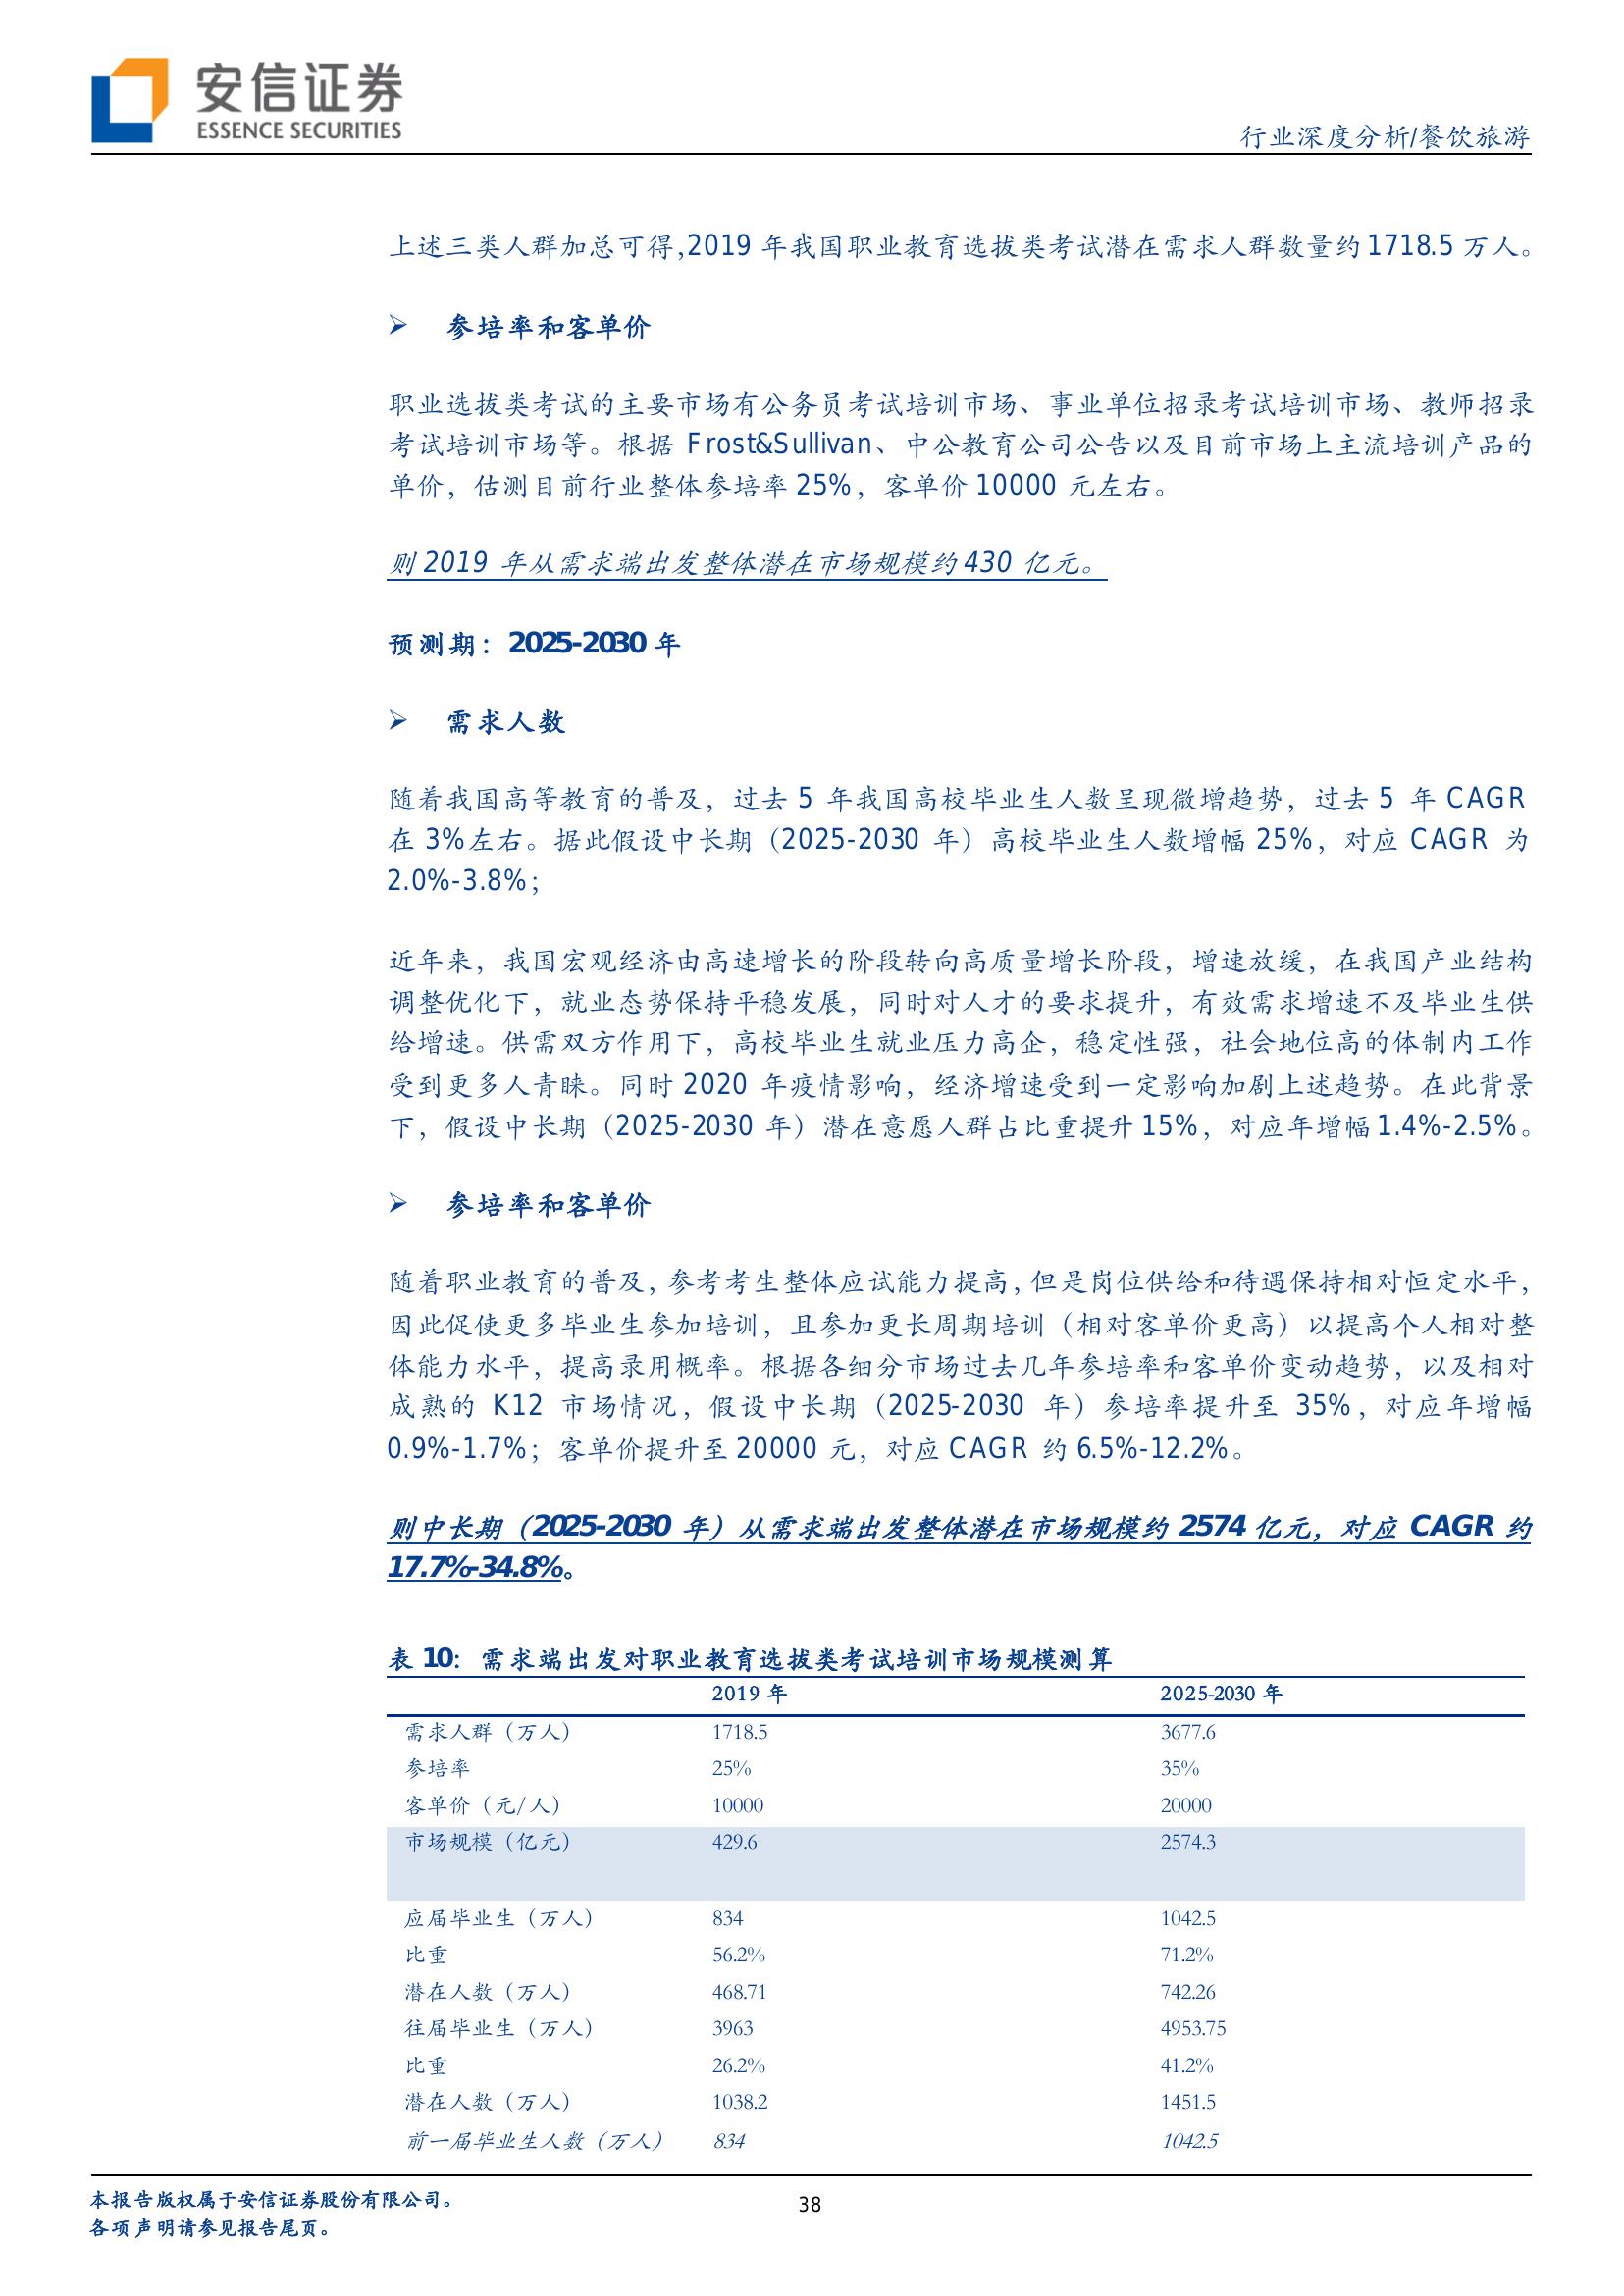 安信证券
ESSENCE SECURITIES
行业深度分析/餐饮旅游
上述三类人群加总可得,2019 年我国职业教育选拔类考试潜在需求人群数量约 1718.5 万人。
➢ 参培率和客单价
职业选拔类考试的主要市场有公务员考试培训市场、事业单位招录考试培训市场、教师招录
考试培训市场等。根据 Frost&Sullivan、中公教育公司公告以及目前市场上主流培训产品的
单价，估测目前行业整体参培率 25%，客单价 10000 元左右。
则 2019 年从需求端出发整体潜在市场规模约 430 亿元。
预测期：2025-2030 年
➢ 需求人数
随着我国高等教育的普及，过去 5 年我国高校毕业生人数呈现微增趋势，过去 5 年 CAGR
在 3%左右。据此假设中长期（2025-2030 年）高校毕业生人数增幅 25%，对应 CAGR 为
2.0%-3.8%；
近年来，我国宏观经济由高速增长的阶段转向高质量增长阶段，增速放缓，在我国产业结构
调整优化下，就业态势保持平稳发展，同时对人才的要求提升，有效需求增速不及毕业生供
给增速。供需双方作用下，高校毕业生就业压力高企，稳定性强，社会地位高的体制内工作
受到更多人青睐。同时 2020 年疫情影响，经济增速受到一定影响加剧上述趋势。在此背景
下，假设中长期（2025-2030 年）潜在意愿人群占比重提升 15%，对应年增幅 1.4%-2.5%。
➢ 参培率和客单价
随着职业教育的普及，参考考生整体应试能力提高，但是岗位供给和待遇保持相对恒定水平，
因此促使更多毕业生参加培训，且参加更长周期培训（相对客单价更高）以提高个人相对整
体能力水平，提高录用概率。根据各细分市场过去几年参培率和客单价变动趋势，以及相对
成熟的 K12 市场情况，假设中长期（2025-2030 年）参培率提升至 35%，对应年增幅
0.9%-1.7%；客单价提升至 20000 元，对应 CAGR 约 6.5%-12.2%。
则中长期（2025-2030 年）从需求端出发整体潜在市场规模约 2574 亿元，对应 CAGR 约
17.7%-34.8%。
表 10：需求端出发对职业教育选拔类考试培训市场规模测算
2019 年 2025-2030 年
需求人群（万人） 1718.5 3677.6
参培率 25% 35%
客单价（元/人） 10000 20000
市场规模（亿元） 429.6 2574.3
应届毕业生（万人） 834 1042.5
比重 56.2% 71.2%
潜在人数（万人） 468.71 742.26
往届毕业生（万人） 3963 4953.75
比重 26.2% 41.2%
潜在人数（万人） 1038.2 1451.5
前一届毕业生人数（万人） 834 1042.5
本报告版权属于安信证券股份有限公司。
各项声明请参见报告尾页。
38